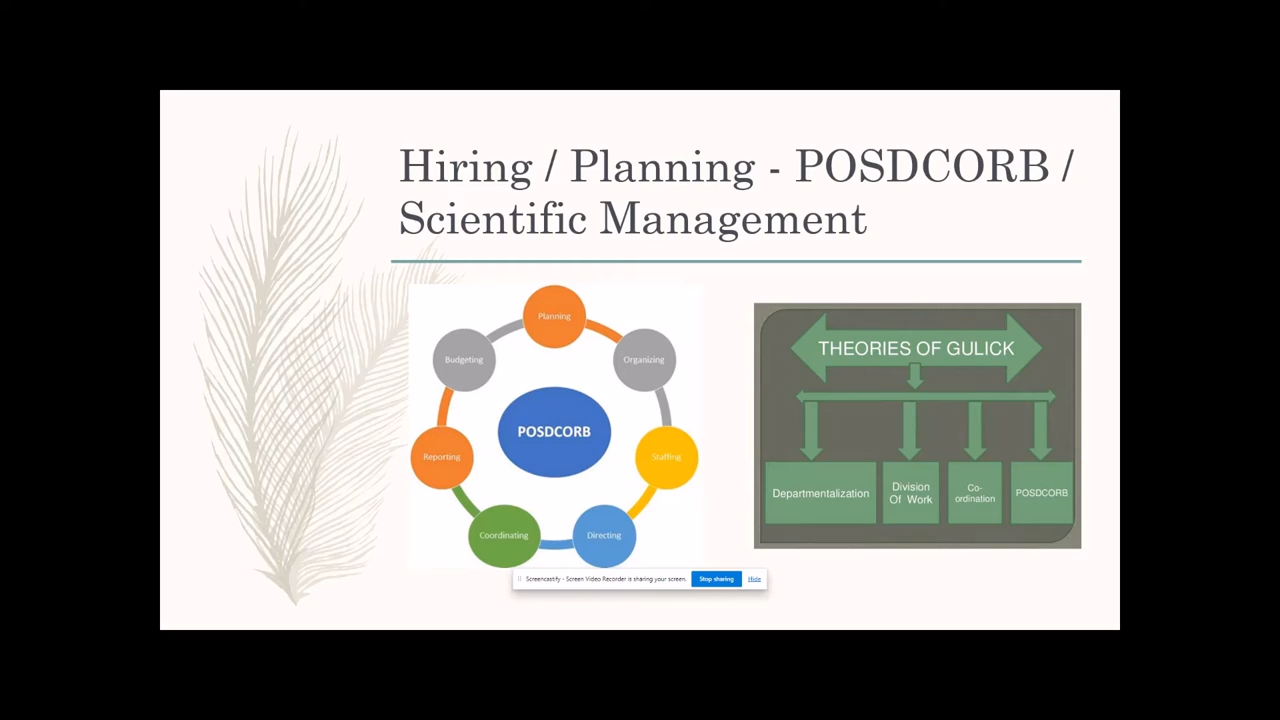 Hiring / Planning - POSDCORB /
Scientific Management
Planning
Budgeting
Organizing
POSDCORB
Reporting
Staffing
Coordinating
Directing
THEORIES OF GULICK
Departmentalization
Division
Of Work
Co-
ordination
POSDCORB
Screencastify - Screen Video Recorder is sharing your screen.
Stop sharing
Hide